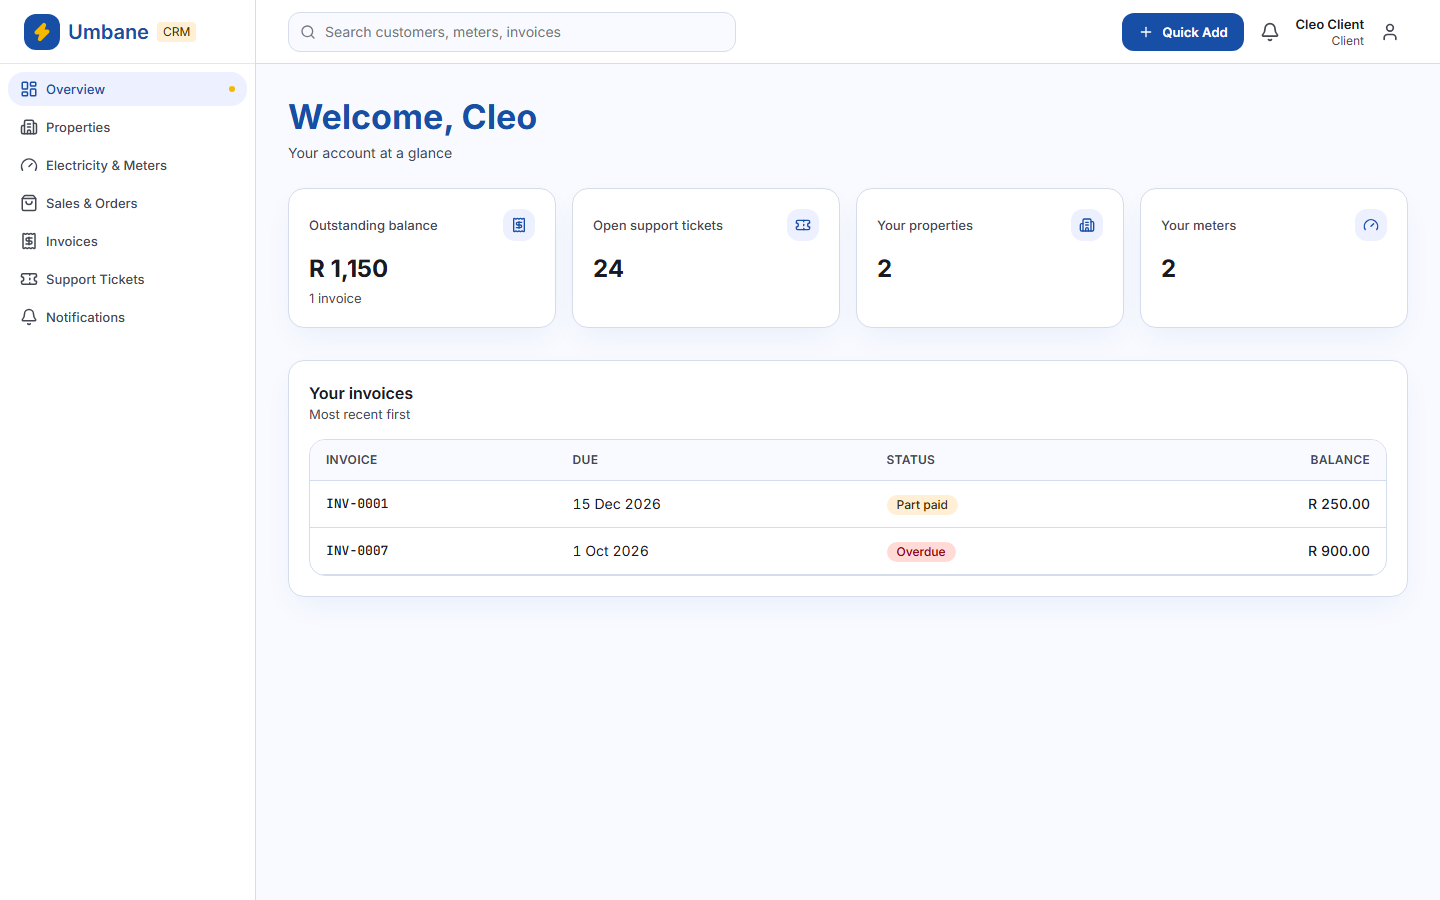 Umbane CRM
Search customers, meters, invoices
Quick Add
Cleo Client
Client
Overview
Properties
Electricity & Meters
Sales & Orders
Invoices
Support Tickets
Notifications
Welcome, Cleo
Your account at a glance
Outstanding balance
R 1,150
1 invoice
Open support tickets
24
Your properties
2
Your meters
2
Your invoices
Most recent first
INVOICE DUE STATUS BALANCE
INV-0001 15 Dec 2026 Part paid R 250.00
INV-0007 1 Oct 2026 Overdue R 900.00